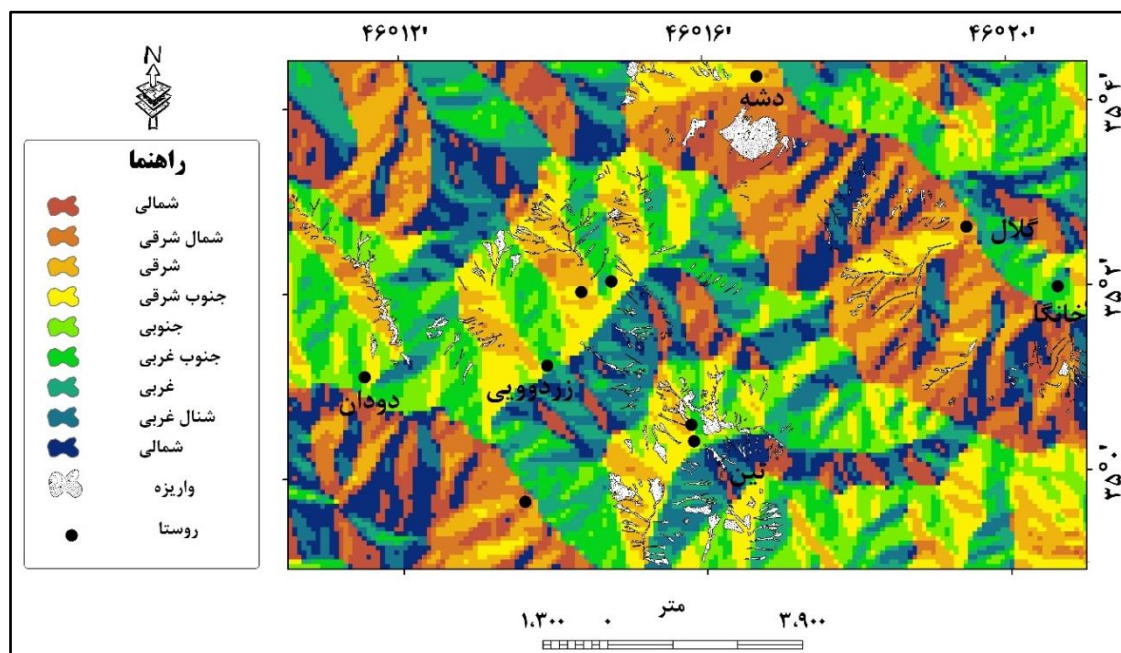 ۴۶°۱۲' ۴۶°۱۶' ۴۶°۲۰'
N
راهنما
شمالی
شمال شرقی
شرقی
جنوب شرقی
جنوبی
جنوب غربی
غربی
شنال غربی
شمالی
واریزه
روستا
دشه
گلال
خانگا
زردوویی
دودان
تین
۳۵°۴'
۳۵°۲'
۳۵°۰'
متر
۱،۳۰۰ ۰ ۳،۹۰۰